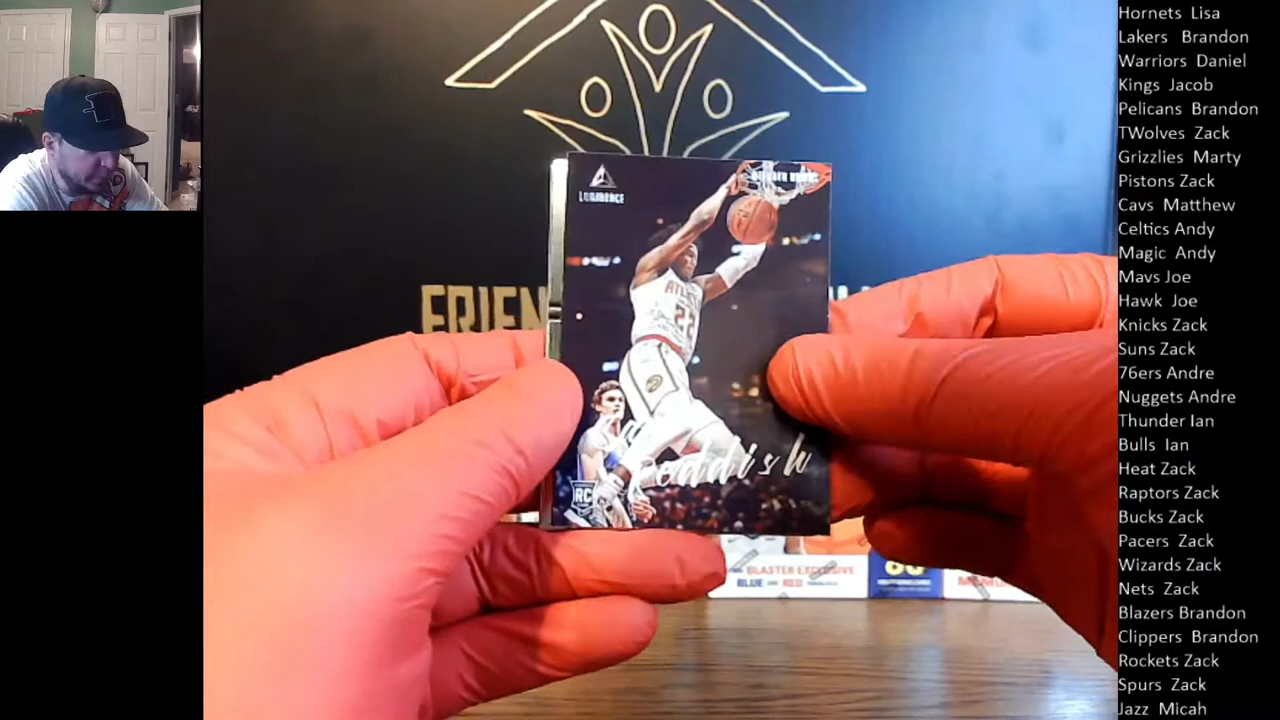 Hornets Lisa
Lakers Brandon
Warriors Daniel
Kings Jacob
Pelicans Brandon
TWolves Zack
Grizzlies Marty
Pistons Zack
Cavs Matthew
Celtics Andy
Magic Andy
Mavs Joe
Hawk Joe
Knicks Zack
Suns Zack
76ers Andre
Nuggets Andre
Thunder Ian
Bulls Ian
Heat Zack
Raptors Zack
Bucks Zack
Pacers Zack
Wizards Zack
Nets Zack
Blazers Brandon
Clippers Brandon
Rockets Zack
Spurs Zack
Jazz Micah
LUMINANCE
ATLANTA
22
Reddish
RC
FRIEN
BLASTER EXCLUSIVE
BLUE AND RED